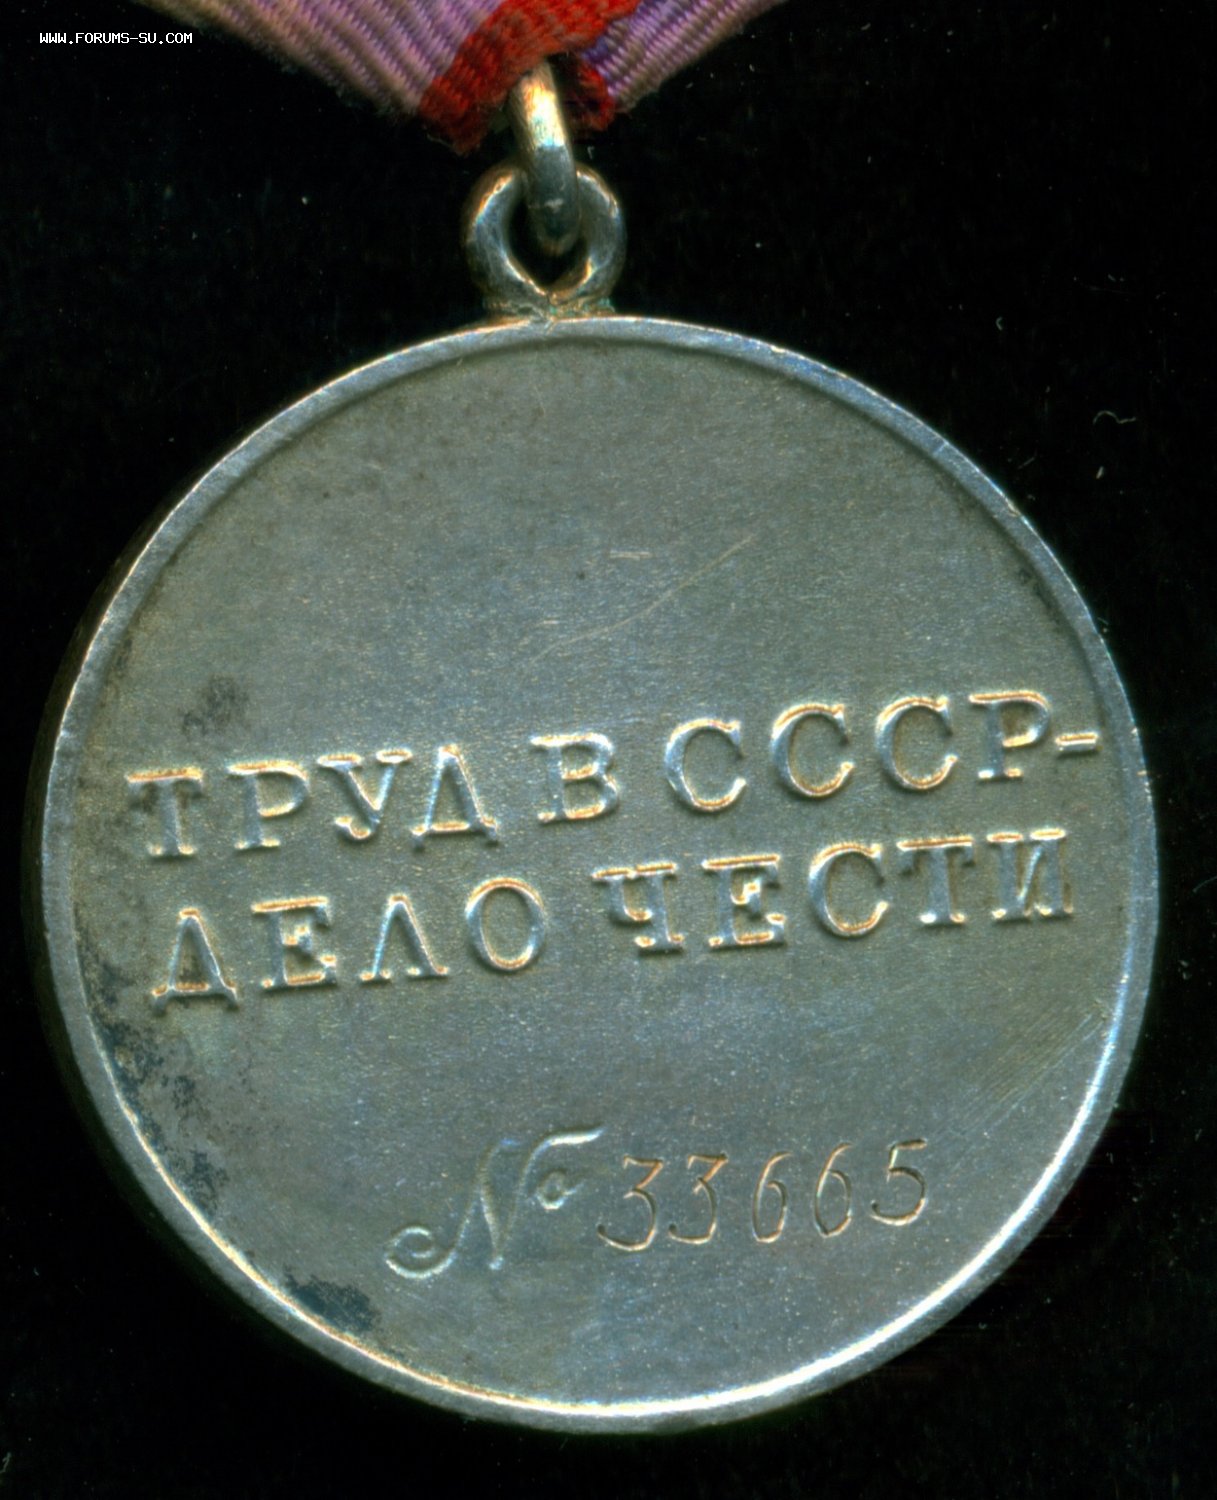 WWW.FORUMS-SU.COM
ТРУД В СССР-
ДЕЛО ЧЕСТИ
№ 33665